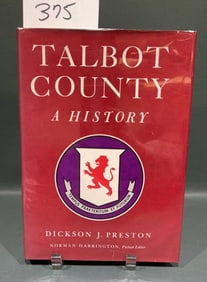 375
TALBOT
COUNTY
A HISTORY
DICKSON J. PRESTON
NORMAN HARRINGTON, Picture Editor